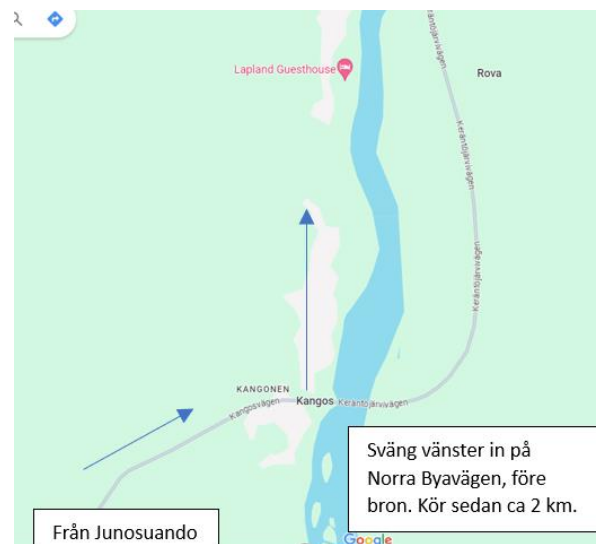 Lapland Guesthouse
Rova
Keräntöjärvivägen
Keräntöjärvivägen
Keräntöjärvivägen
Keräntöjärvivägen
KANGONEN
Kangosvägen
Kangos
Keräntöjärvivägen
Sväng vänster in på
Norra Byavägen, före
bron. Kör sedan ca 2 km.
Från Junosuando
Google